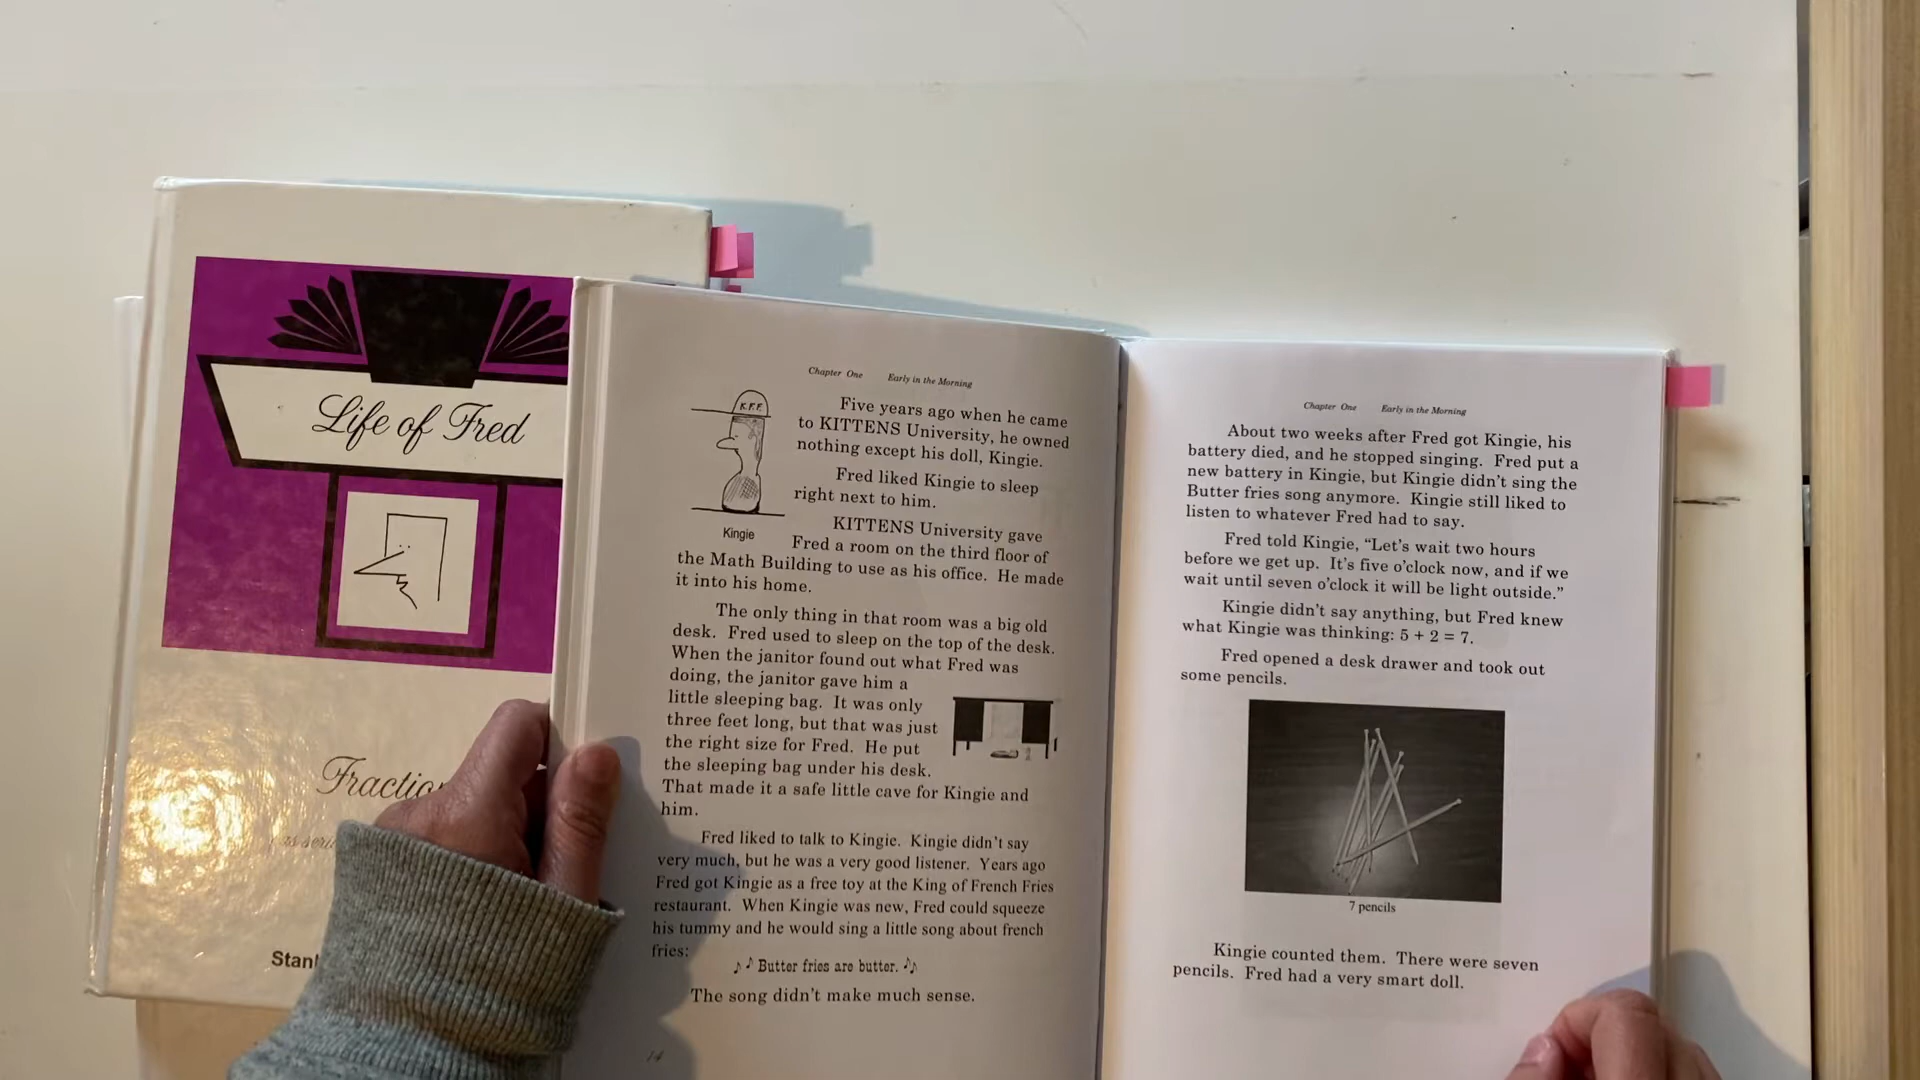 Life of Fred
Chapter One Early in the Morning
K.F.F.
Kingie
Five years ago when he came
to KITTENS University, he owned
nothing except his doll, Kingie.
Fred liked Kingie to sleep
right next to him.
KITTENS University gave
Fred a room on the third floor of
the Math Building to use as his office. He made
it into his home.
The only thing in that room was a big old
desk. Fred used to sleep on the top of the desk.
When the janitor found out what Fred was
doing, the janitor gave him a
little sleeping bag. It was only
three feet long, but that was just
the right size for Fred. He put
the sleeping bag under his desk.
That made it a safe little cave for Kingie and
him.
Fred liked to talk to Kingie. Kingie didn't say
very much, but he was a very good listener. Years ago
Fred got Kingie as a free toy at the King of French Fries
restaurant. When Kingie was new, Fred could squeeze
his tummy and he would sing a little song about french
fries:
♪ ♪ Butter fries are butter. ♪♪
The song didn't make much sense.
14
Chapter One Early in the Morning
About two weeks after Fred got Kingie, his
battery died, and he stopped singing. Fred put a
new battery in Kingie, but Kingie didn't sing the
Butter fries song anymore. Kingie still liked to
listen to whatever Fred had to say.
Fred told Kingie, “Let's wait two hours
before we get up. It's five o'clock now, and if we
wait until seven o'clock it will be light outside.”
Kingie didn't say anything, but Fred knew
what Kingie was thinking: 5 + 2 = 7.
Fred opened a desk drawer and took out
some pencils.
7 pencils
Kingie counted them. There were seven
pencils. Fred had a very smart doll.